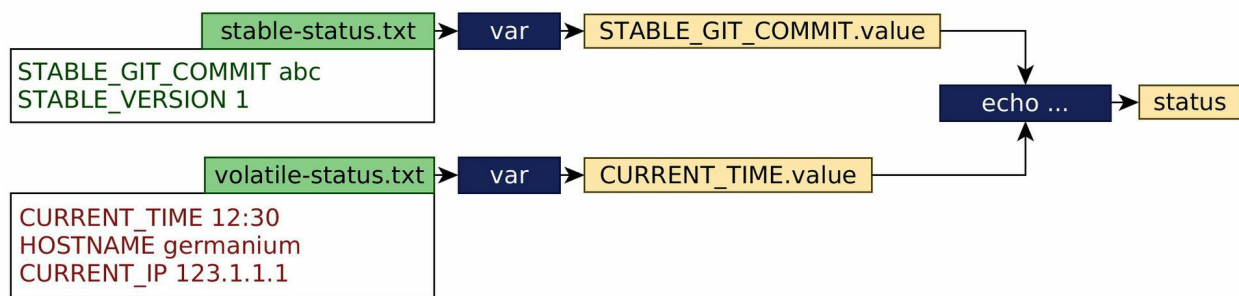 stable-status.txt
var
STABLE_GIT_COMMIT.value
STABLE_GIT_COMMIT abc
STABLE_VERSION 1
echo ...
status
volatile-status.txt
var
CURRENT_TIME.value
CURRENT_TIME 12:30
HOSTNAME germanium
CURRENT_IP 123.1.1.1